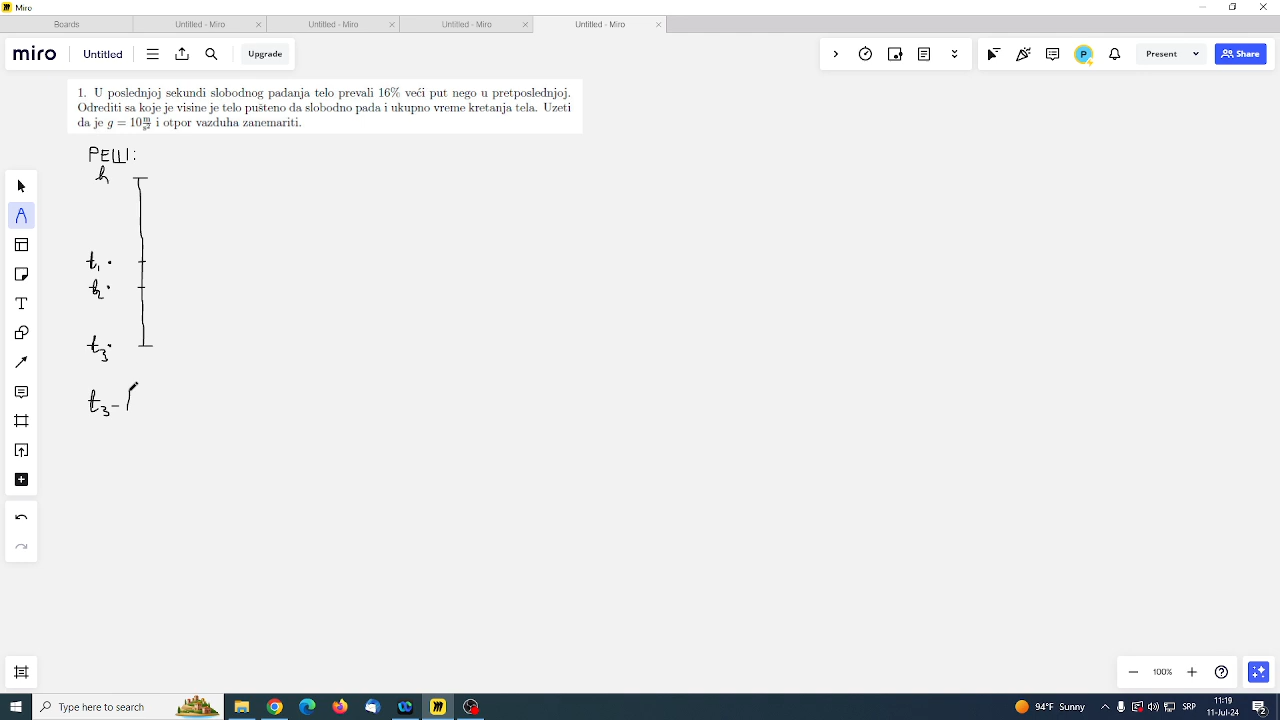 Miro
Boards
Untitled - Miro
Untitled - Miro
Untitled - Miro
Untitled - Miro
miro
Untitled
Upgrade
P
Present
Share
1. U poslednjoj sekundi slobodnog padanja telo prevali 16% veći put nego u pretposlednjoj.
Odrediti sa koje je visine je telo pušteno da slobodno pada i ukupno vreme kretanja tela. Uzeti
da je g = 10 m/s² i otpor vazduha zanemariti.
РЕШ:
h
t₁
t₂
t₃
t₃ -
100%
Type here to search
94°F Sunny
SRP
11:19
11-Jul-24
2